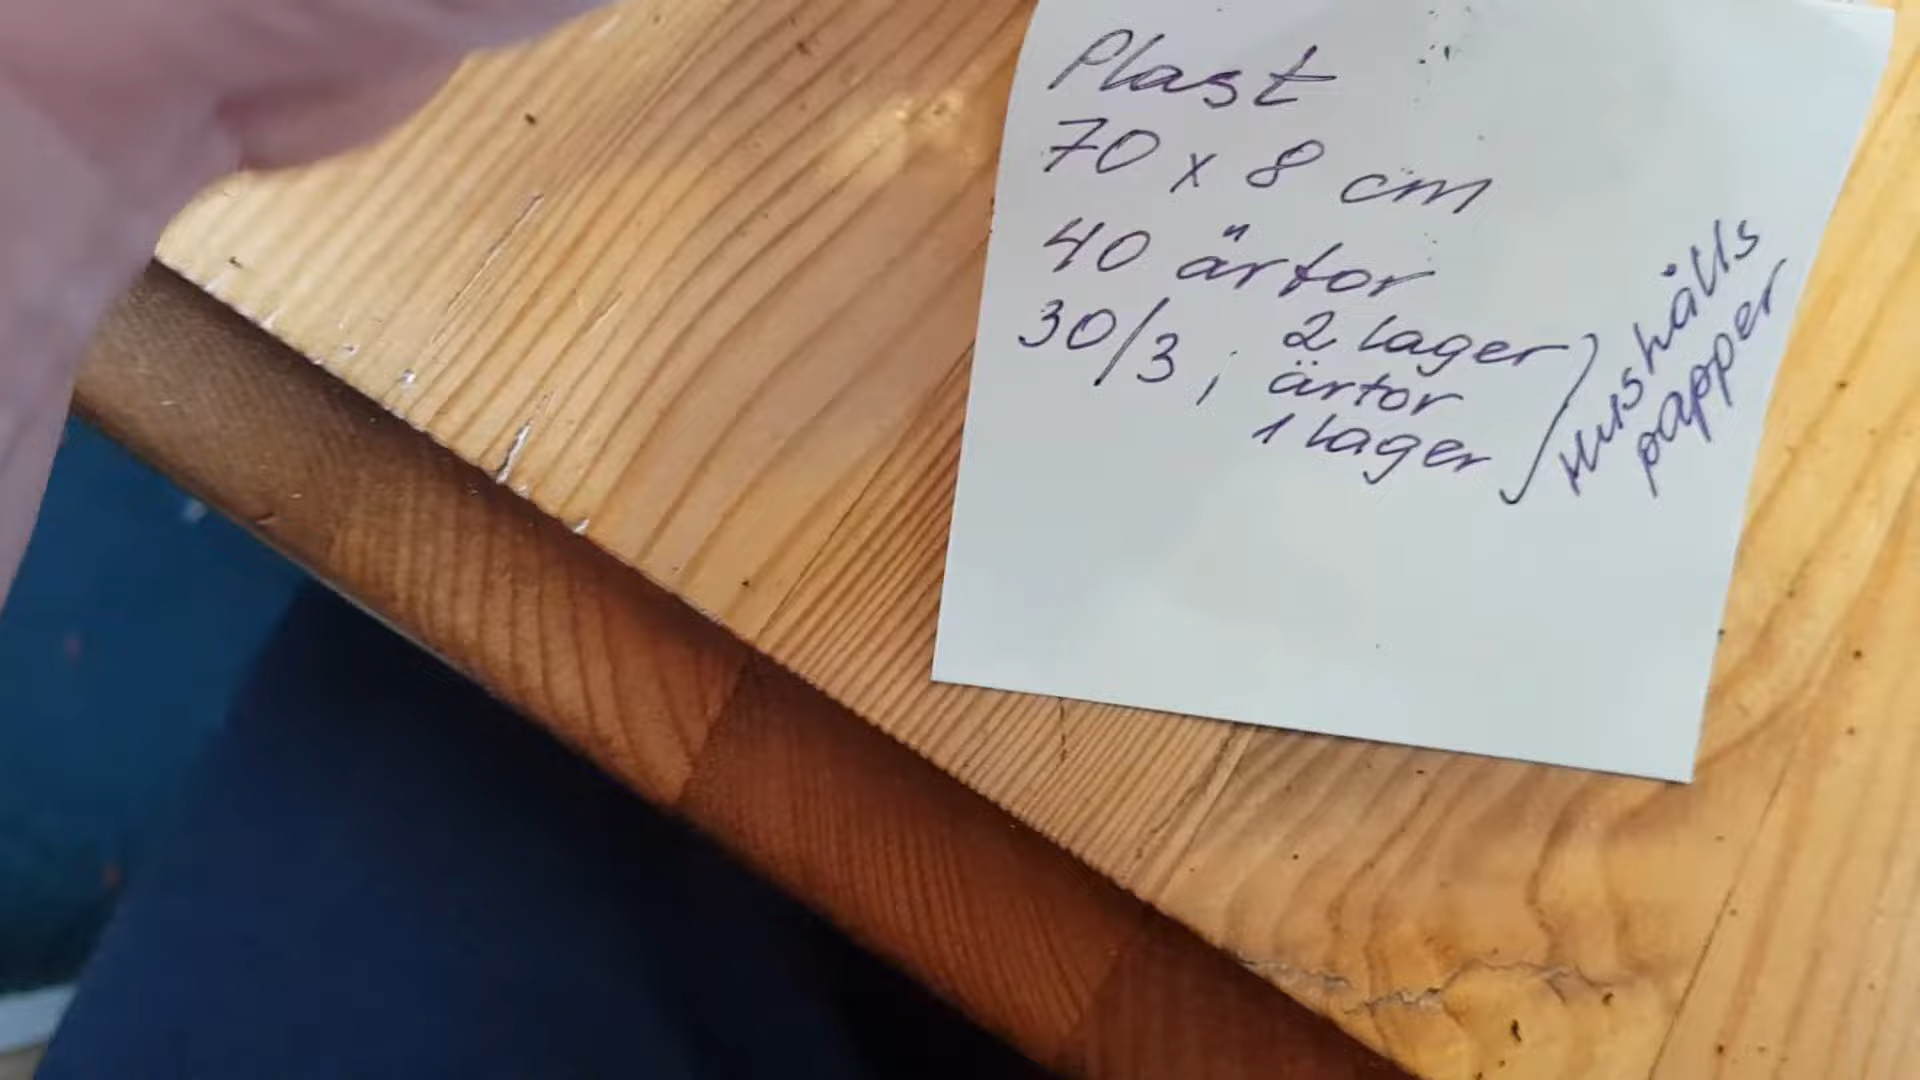 Plast
70 x 8 cm
40 ärtor
30/3; 2 lager
ärtor
1 lager
Hushålls
papper